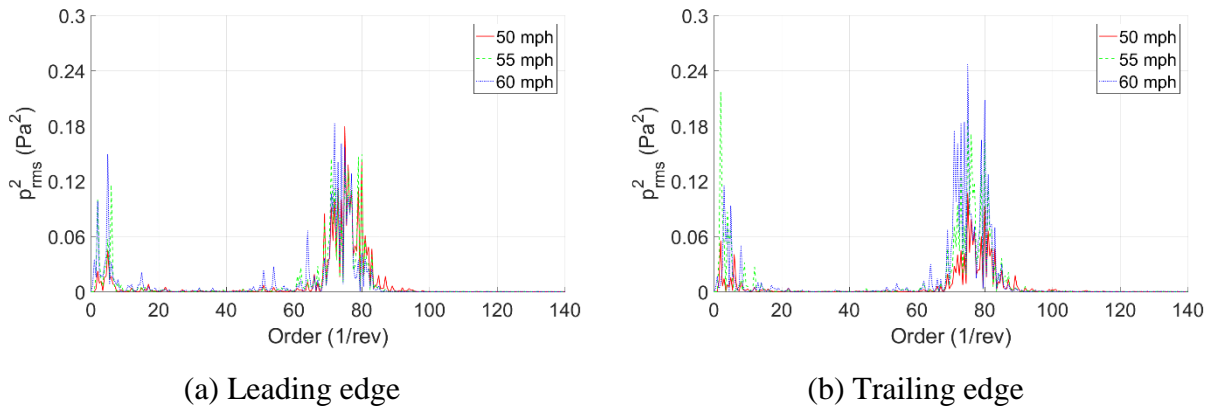 0.3
0.24
0.18
0.12
0.06
0
p²rms (Pa²)
0 20 40 60 80 100 120 140
Order (1/rev)
50 mph
55 mph
60 mph
(a) Leading edge
0.3
0.24
0.18
0.12
0.06
0
p²rms (Pa²)
0 20 40 60 80 100 120 140
Order (1/rev)
50 mph
55 mph
60 mph
(b) Trailing edge